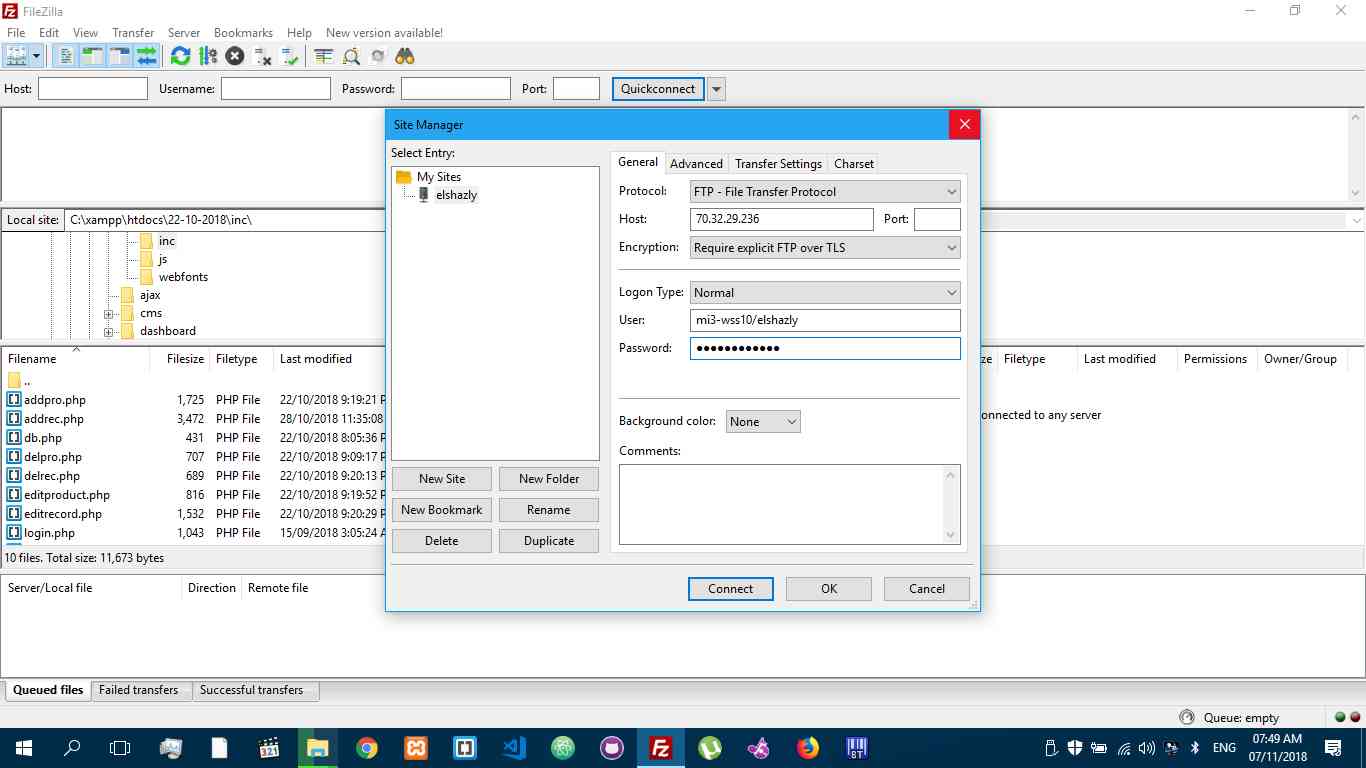 FileZilla
File Edit View Transfer Server Bookmarks Help New version available!
Host: Username: Password: Port: Quickconnect
Site Manager
Select Entry:
My Sites
elshazly
New Site New Folder
New Bookmark Rename
Delete Duplicate
General Advanced Transfer Settings Charset
Protocol: FTP - File Transfer Protocol
Host: 70.32.29.236 Port:
Encryption: Require explicit FTP over TLS
Logon Type: Normal
User: mi3-wss10/elshazly
Password: ●●●●●●●●●●●●
Background color: None
Comments:
Connect OK Cancel
Local site: C:\xampp\htdocs\22-10-2018\inc\
inc
js
webfonts
ajax
cms
dashboard
Filename Filesize Filetype Last modified
..
addpro.php 1,725 PHP File 22/10/2018 9:19:21
addrec.php 3,472 PHP File 28/10/2018 11:35:08
db.php 431 PHP File 22/10/2018 8:05:36
delpro.php 707 PHP File 22/10/2018 9:09:17
delrec.php 689 PHP File 22/10/2018 9:20:13
editproduct.php 816 PHP File 22/10/2018 9:19:52
editrecord.php 1,532 PHP File 22/10/2018 9:20:29
login.php 1,043 PHP File 15/09/2018 3:05:24
10 files. Total size: 11,673 bytes
ze Filetype Last modified Permissions Owner/Group
onnected to any server
Server/Local file Direction Remote file
Queued files Failed transfers Successful transfers
Queue: empty
321
BT
ENG
07:49 AM
07/11/2018